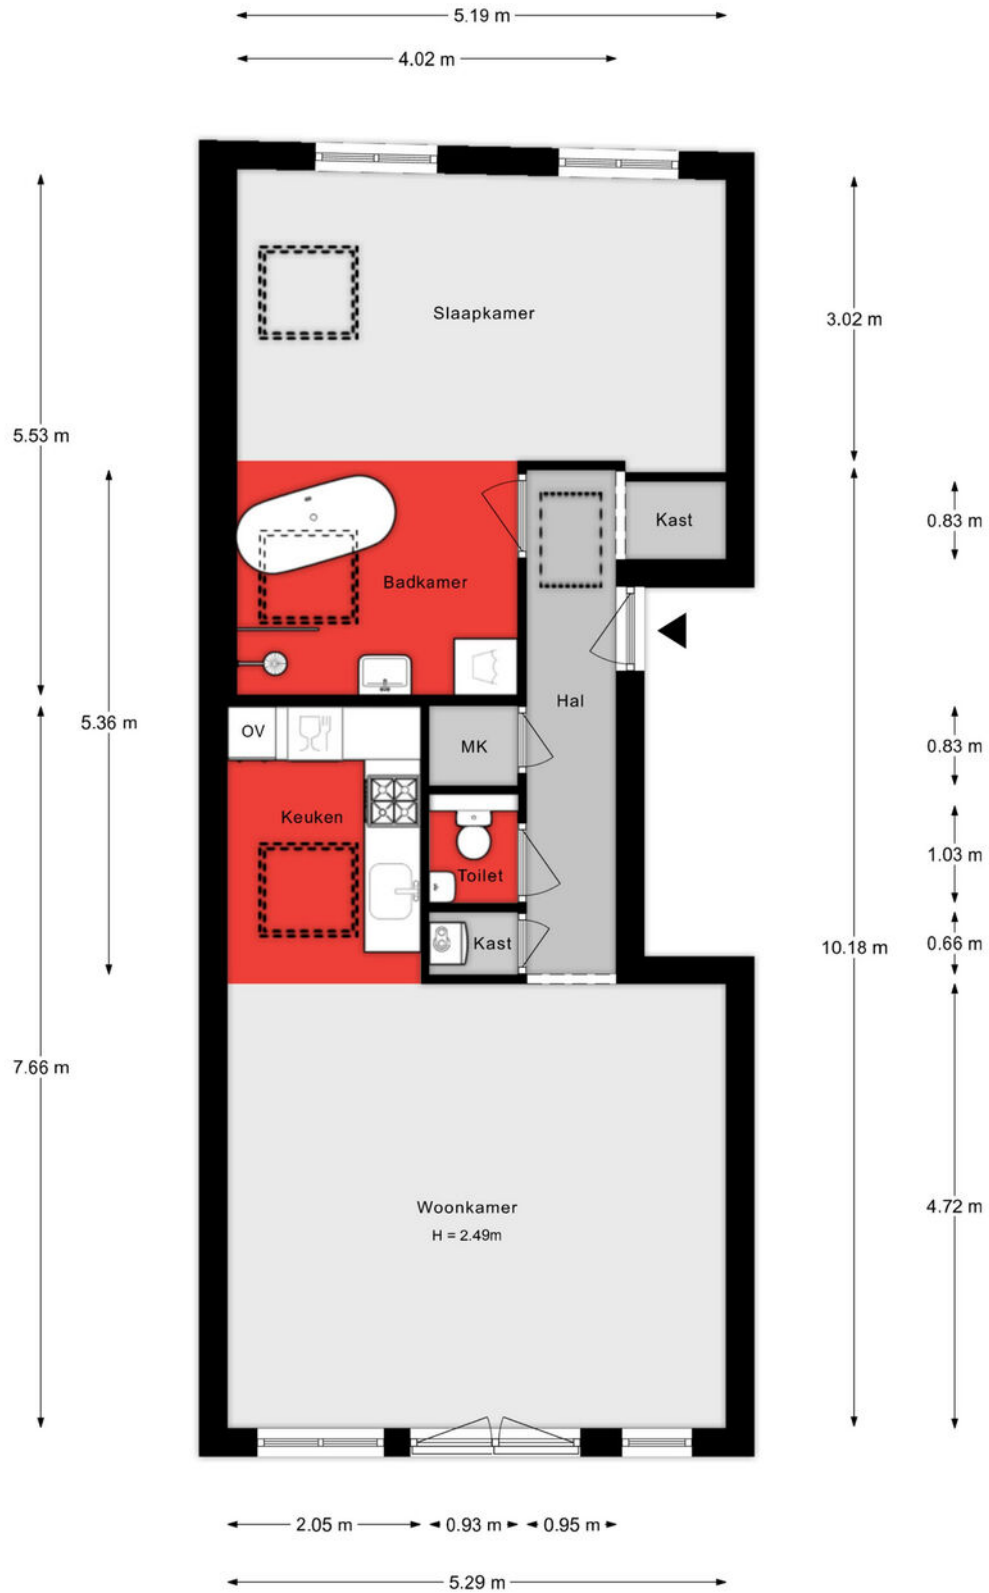 5.19 m
4.02 m
Slaapkamer
3.02 m
5.53 m
Kast
0.83 m
Badkamer
Hal
5.36 m
OV
MK
0.83 m
Keuken
1.03 m
Toilet
Kast
0.66 m
10.18 m
7.66 m
Woonkamer
H = 2.49m
4.72 m
2.05 m
0.93 m
0.95 m
5.29 m